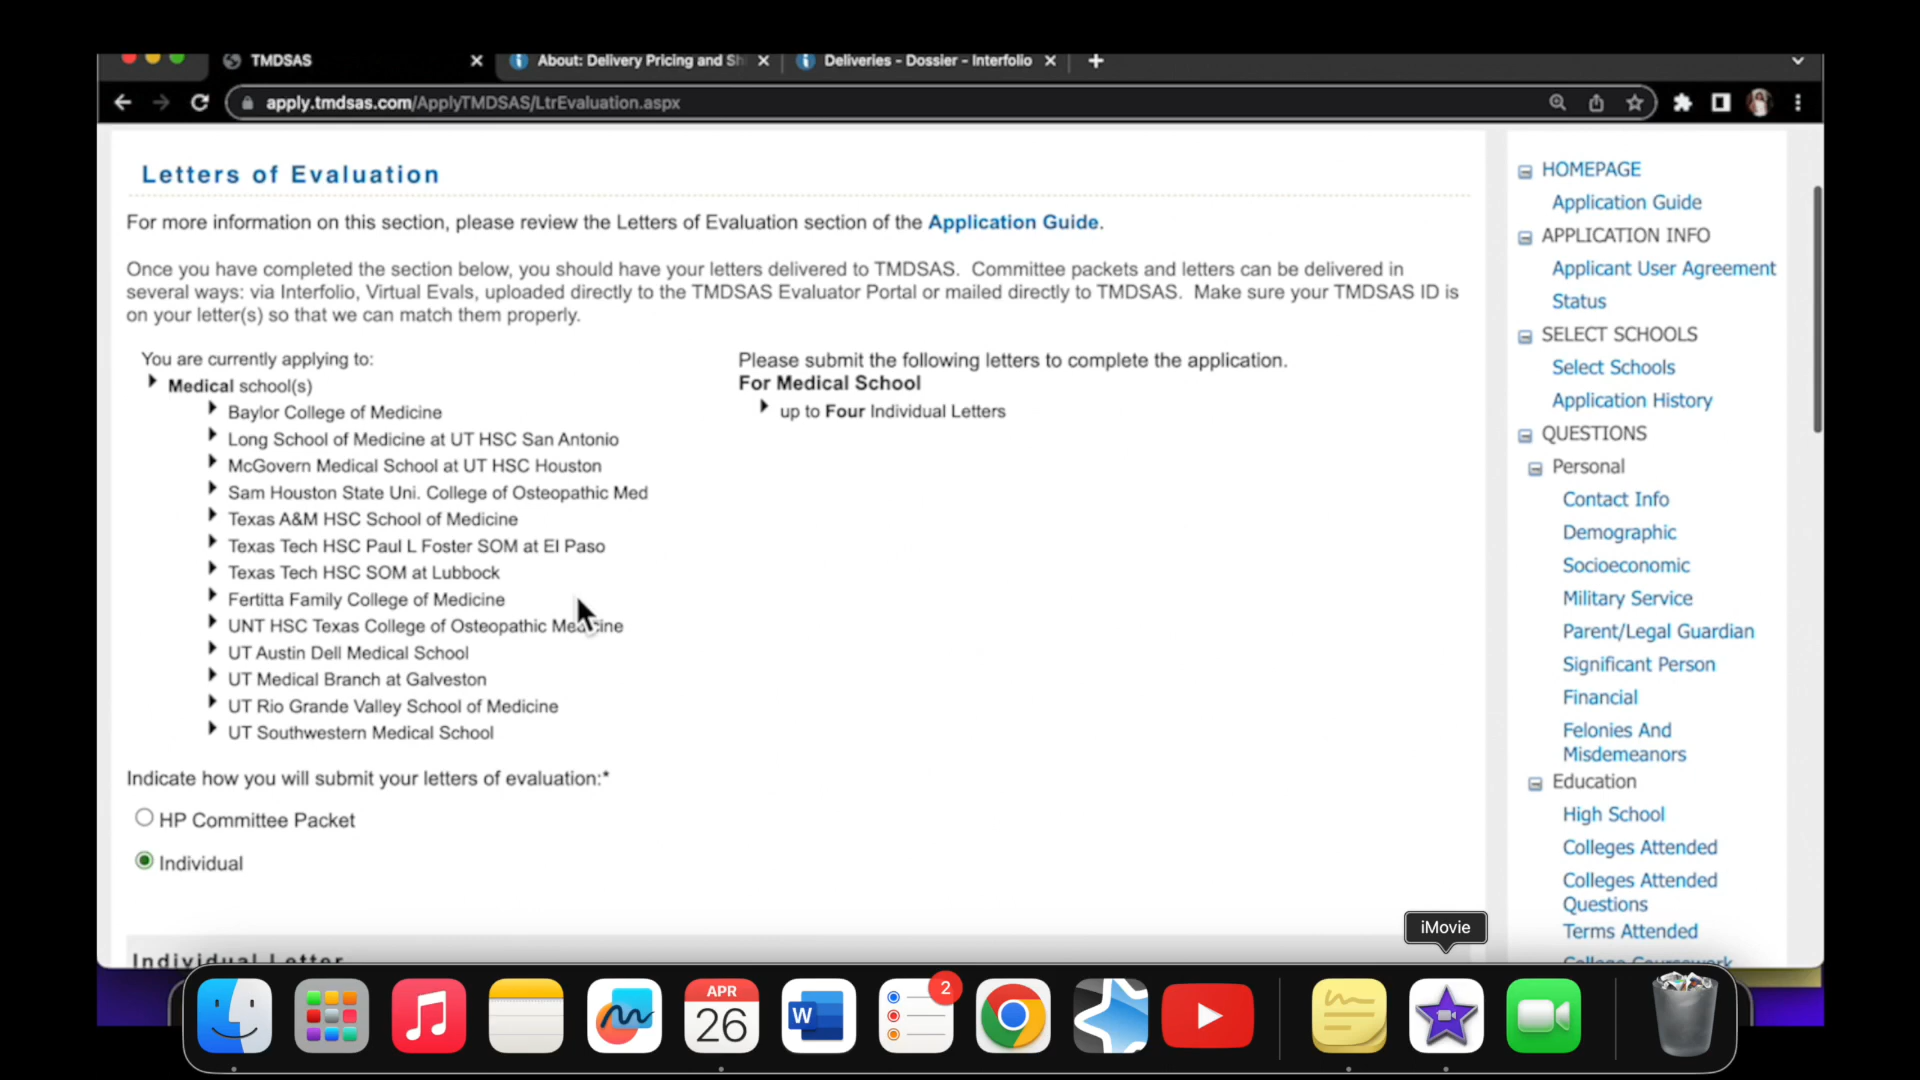 TMDSAS
About: Delivery Pricing and Sh
Deliveries - Dossier - Interfolio
apply.tmdsas.com/ApplyTMDSAS/LtrEvaluation.aspx
Letters of Evaluation
For more information on this section, please review the Letters of Evaluation section of the Application Guide.
Once you have completed the section below, you should have your letters delivered to TMDSAS. Committee packets and letters can be delivered in
several ways: via Interfolio, Virtual Evals, uploaded directly to the TMDSAS Evaluator Portal or mailed directly to TMDSAS. Make sure your TMDSAS ID is
on your letter(s) so that we can match them properly.
You are currently applying to:
Medical school(s)
Baylor College of Medicine
Long School of Medicine at UT HSC San Antonio
McGovern Medical School at UT HSC Houston
Sam Houston State Uni. College of Osteopathic Med
Texas A&M HSC School of Medicine
Texas Tech HSC Paul L Foster SOM at El Paso
Texas Tech HSC SOM at Lubbock
Fertitta Family College of Medicine
UNT HSC Texas College of Osteopathic Medicine
UT Austin Dell Medical School
UT Medical Branch at Galveston
UT Rio Grande Valley School of Medicine
UT Southwestern Medical School
Please submit the following letters to complete the application.
For Medical School
up to Four Individual Letters
Indicate how you will submit your letters of evaluation:*
HP Committee Packet
Individual
Individual Letter
HOMEPAGE
Application Guide
APPLICATION INFO
Applicant User Agreement
Status
SELECT SCHOOLS
Select Schools
Application History
QUESTIONS
Personal
Contact Info
Demographic
Socioeconomic
Military Service
Parent/Legal Guardian
Significant Person
Financial
Felonies And
Misdemeanors
Education
High School
Colleges Attended
Colleges Attended
Questions
Terms Attended
College Coursework
iMovie
APR
26
W
2